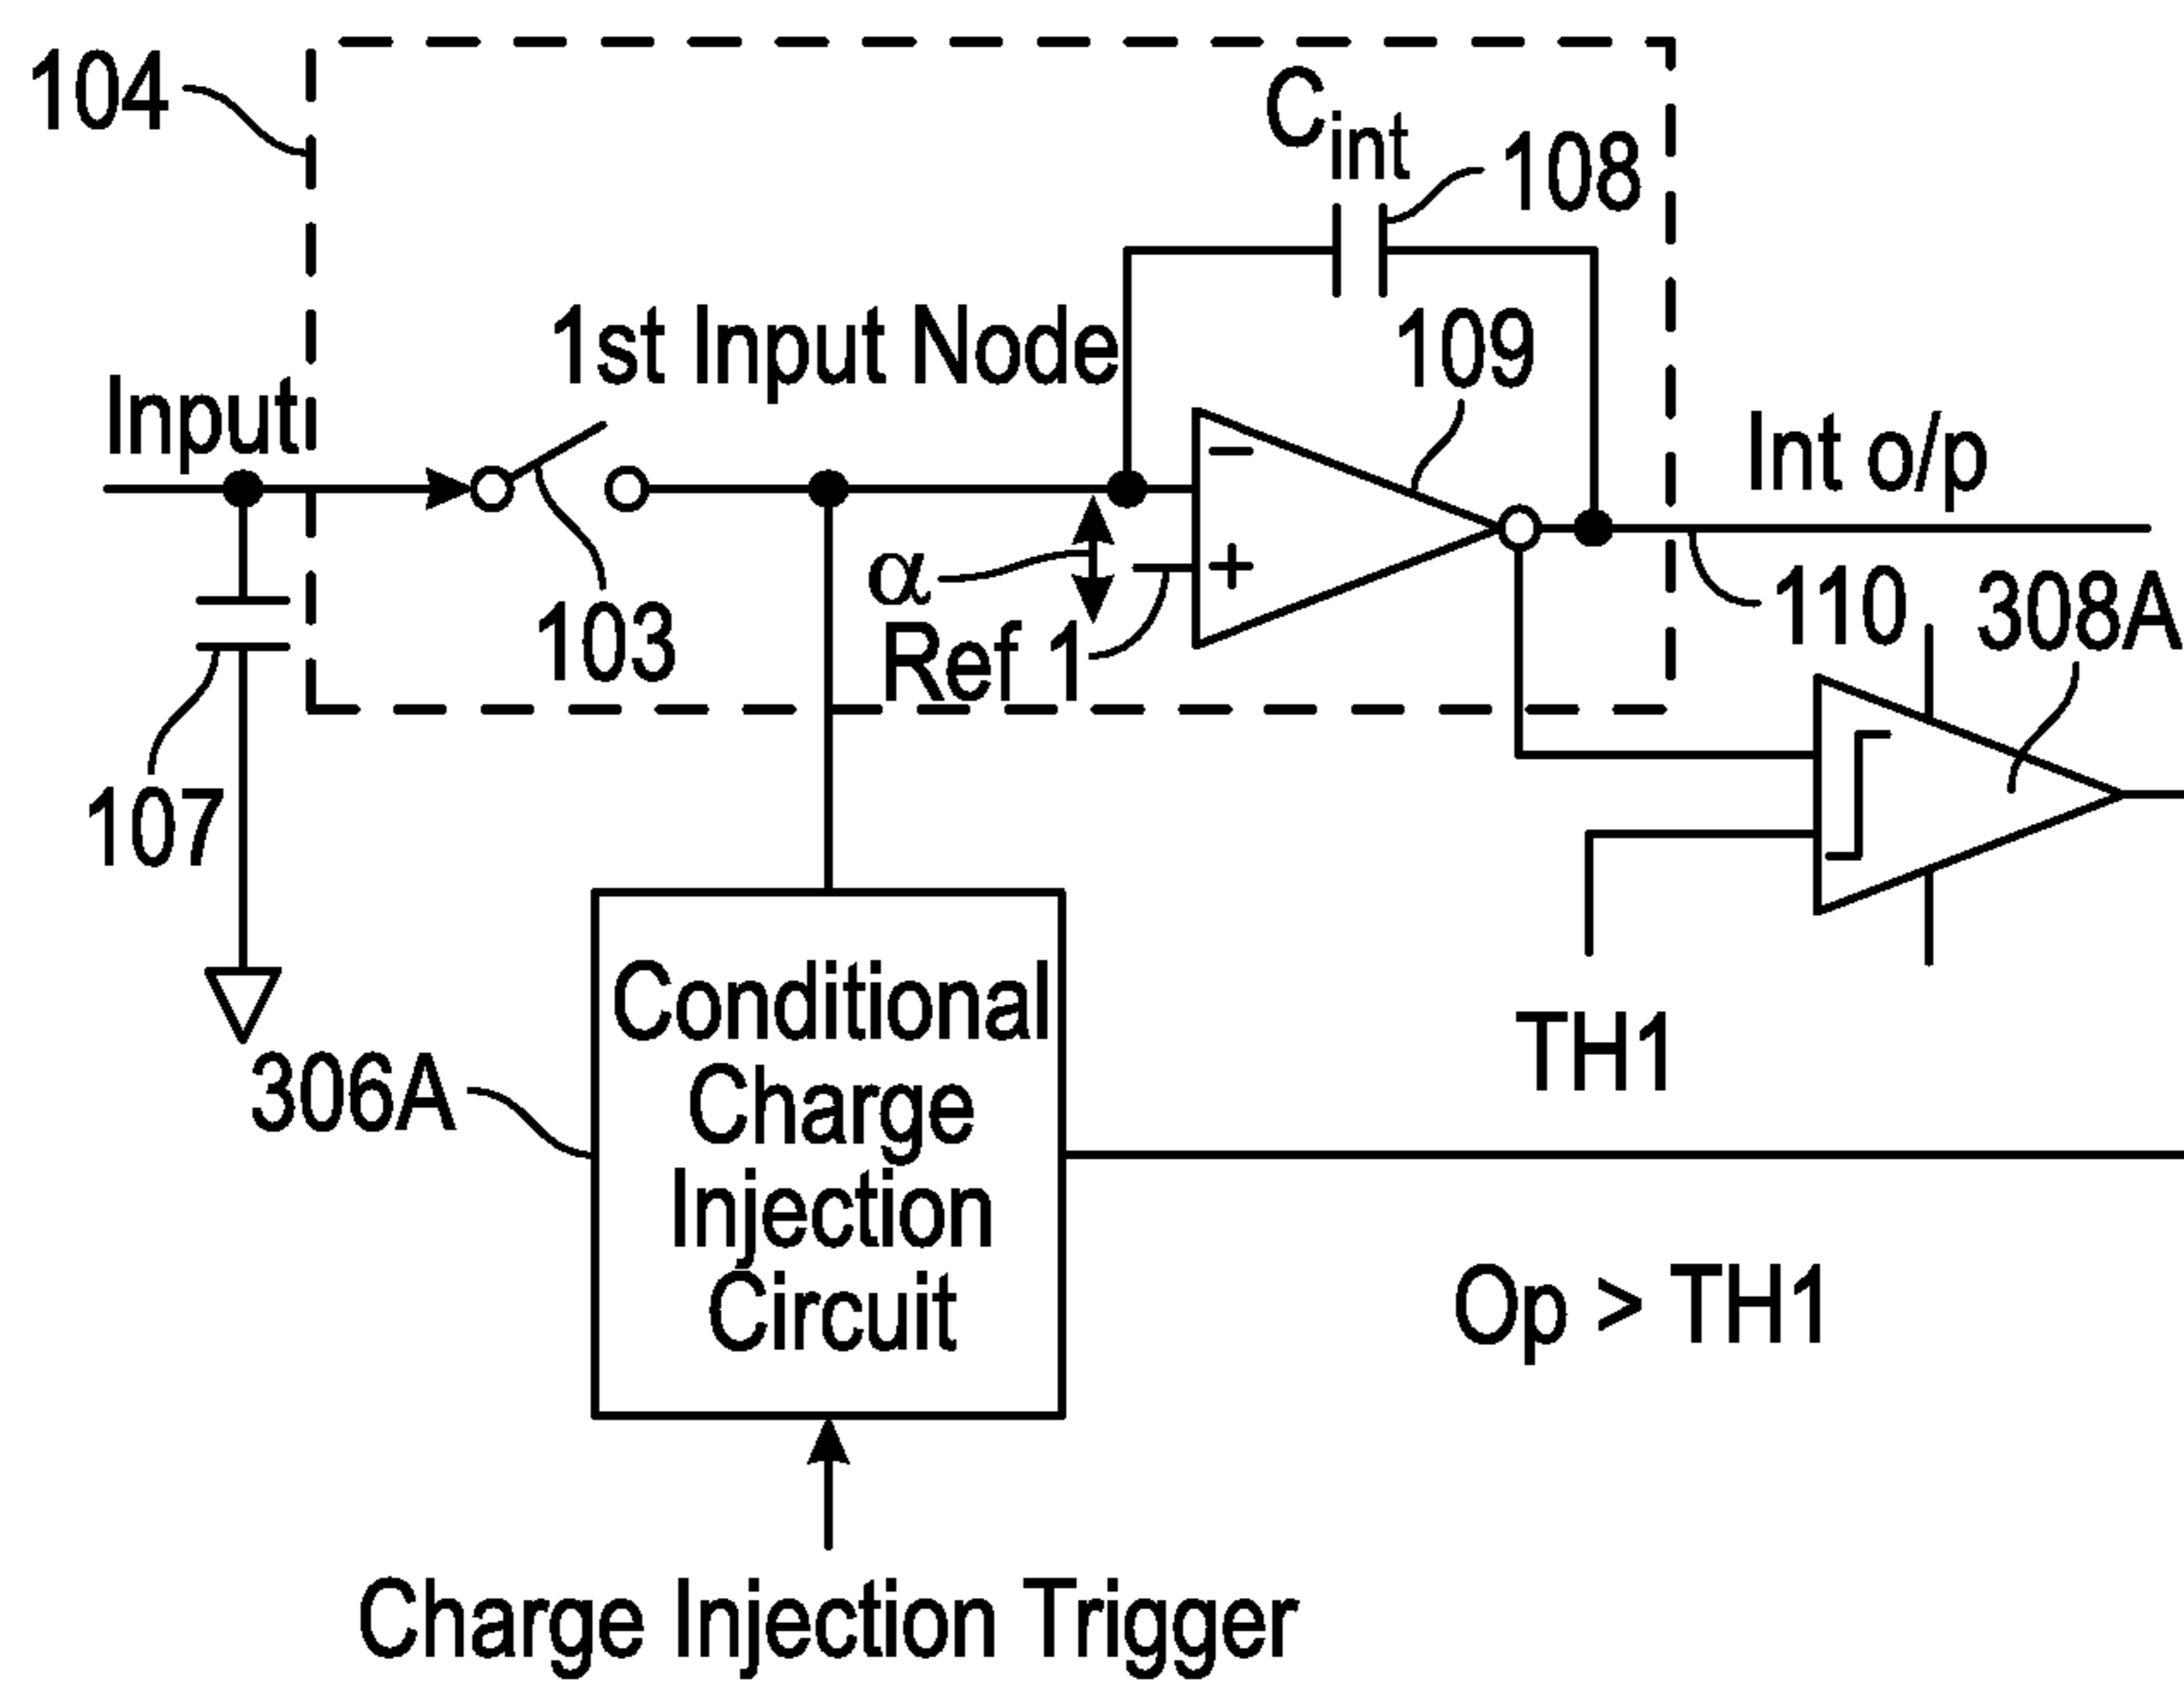 104
Cint
108
1st Input Node
109
Input
Int o/p
α
103
Ref 1
110
308A
107
TH1
306A
Conditional
Charge
Injection
Circuit
Op > TH1
Charge Injection Trigger